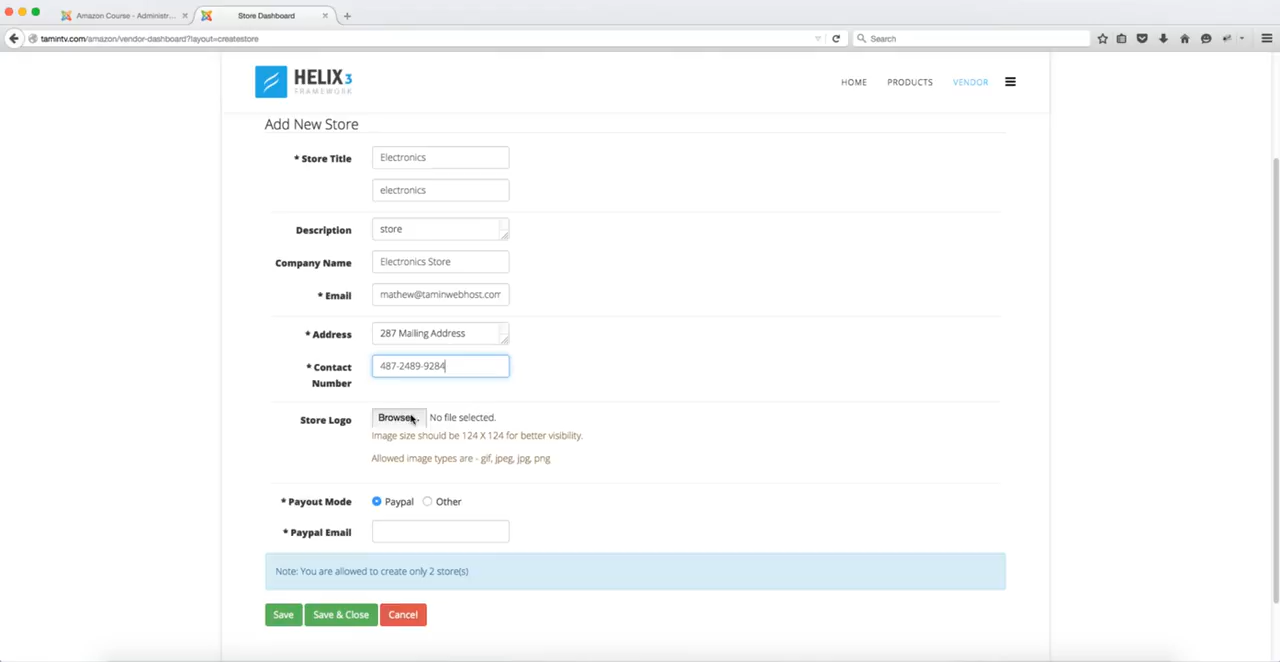 Amazon Course - Administr...
Store Dashboard
tamintv.com/amazon/vendor-dashboard?layout=createstore
Search
HELIX3
FRAMEWORK
HOME PRODUCTS VENDOR
Add New Store
* Store Title
Electronics
electronics
Description
store
Company Name
Electronics Store
* Email
mathew@taminwebhost.com
* Address
287 Mailing Address
* Contact
Number
487-2489-9284
Store Logo
Browse... No file selected.
Image size should be 124 X 124 for better visibility.
Allowed image types are - gif, jpeg, jpg, png
* Payout Mode
Paypal Other
* Paypal Email
Note: You are allowed to create only 2 store(s)
Save Save & Close Cancel